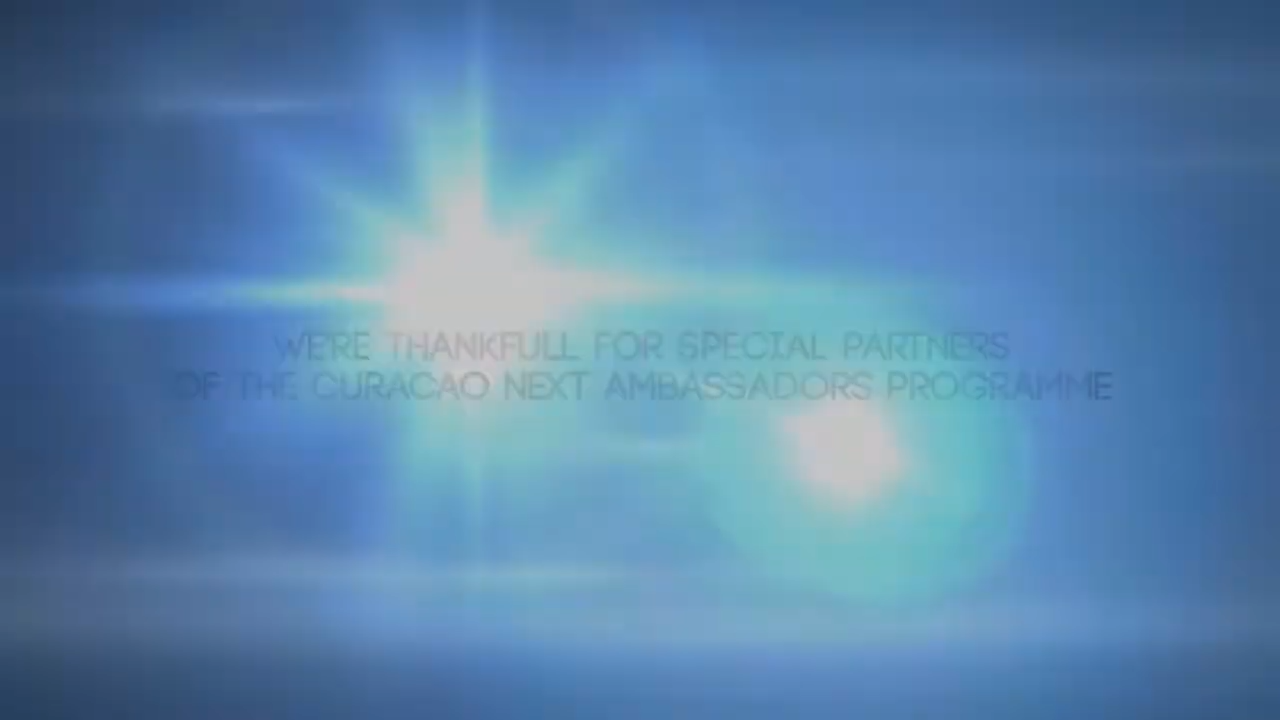 WE'RE THANKFULL FOR SPECIAL PARTNERS
OF THE CURACAO NEXT AMBASSADORS PROGRAMME